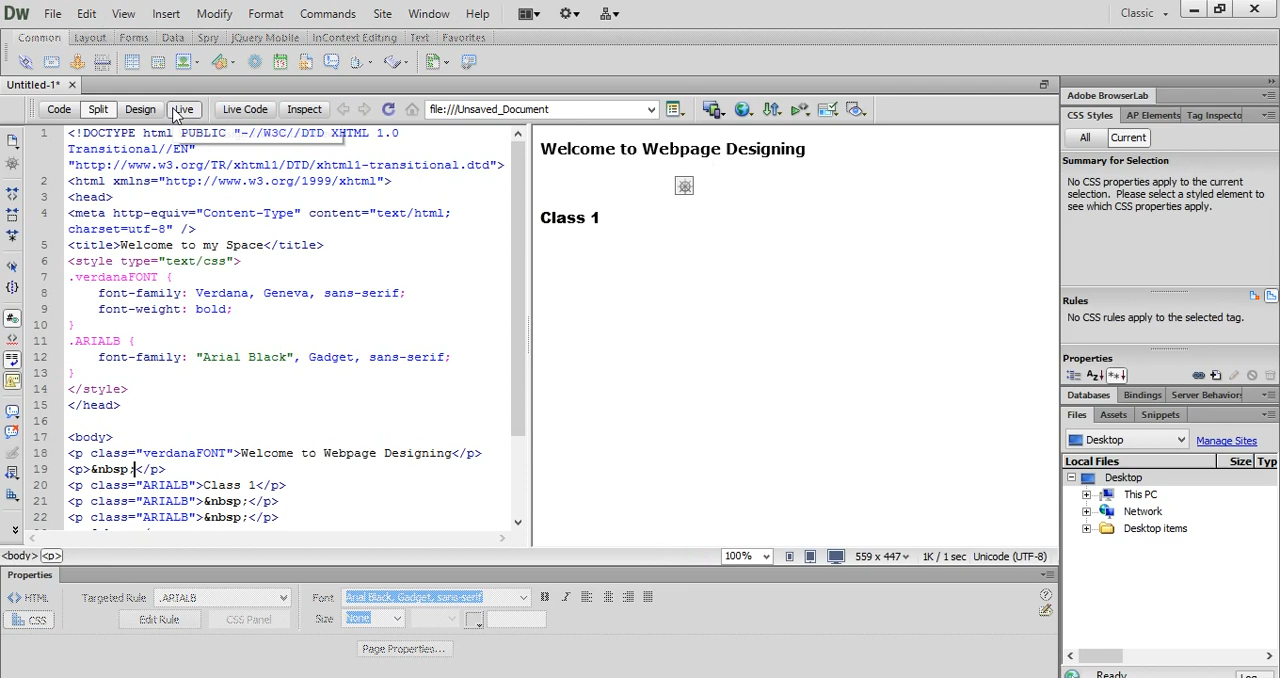 Dw File Edit View Insert Modify Format Commands Site Window Help Classic
Common Layout Forms Data Spry jQuery Mobile InContext Editing Text Favorites
Untitled-1*
Code Split Design Live Live Code Inspect file:///Unsaved_Document
1 <!DOCTYPE html PUBLIC "-//W3C//DTD XHTML 1.0
Transitional//EN"
"http://www.w3.org/TR/xhtml1/DTD/xhtml1-transitional.dtd">
2 <html xmlns="http://www.w3.org/1999/xhtml">
3 <head>
4 <meta http-equiv="Content-Type" content="text/html;
charset=utf-8" />
5 <title>Welcome to my Space</title>
6 <style type="text/css">
7 .verdanaFONT {
8 font-family: Verdana, Geneva, sans-serif;
9 font-weight: bold;
10 }
11 .ARIALB {
12 font-family: "Arial Black", Gadget, sans-serif;
13 }
14 </style>
15 </head>
16
17 <body>
18 <p class="verdanaFONT">Welcome to Webpage Designing</p>
19 <p>&nbsp;</p>
20 <p class="ARIALB">Class 1</p>
21 <p class="ARIALB">&nbsp;</p>
22 <p class="ARIALB">&nbsp;</p>
Welcome to Webpage Designing
Class 1
<body> <p>
100% 559 x 447 1K / 1 sec Unicode (UTF-8)
Properties
HTML Targeted Rule .ARIALB Font Arial Black, Gadget, sans-serif B I
CSS Edit Rule CSS Panel Size None
Page Properties...
Adobe BrowserLab
CSS Styles AP Elements Tag Inspecto
All Current
Summary for Selection
No CSS properties apply to the current
selection. Please select a styled element to
see which CSS properties apply.
Rules
No CSS rules apply to the selected tag.
Properties
Databases Bindings Server Behavior
Files Assets Snippets
Desktop Manage Sites
Local Files Size Typ
Desktop
This PC
Network
Desktop items
Ready Log